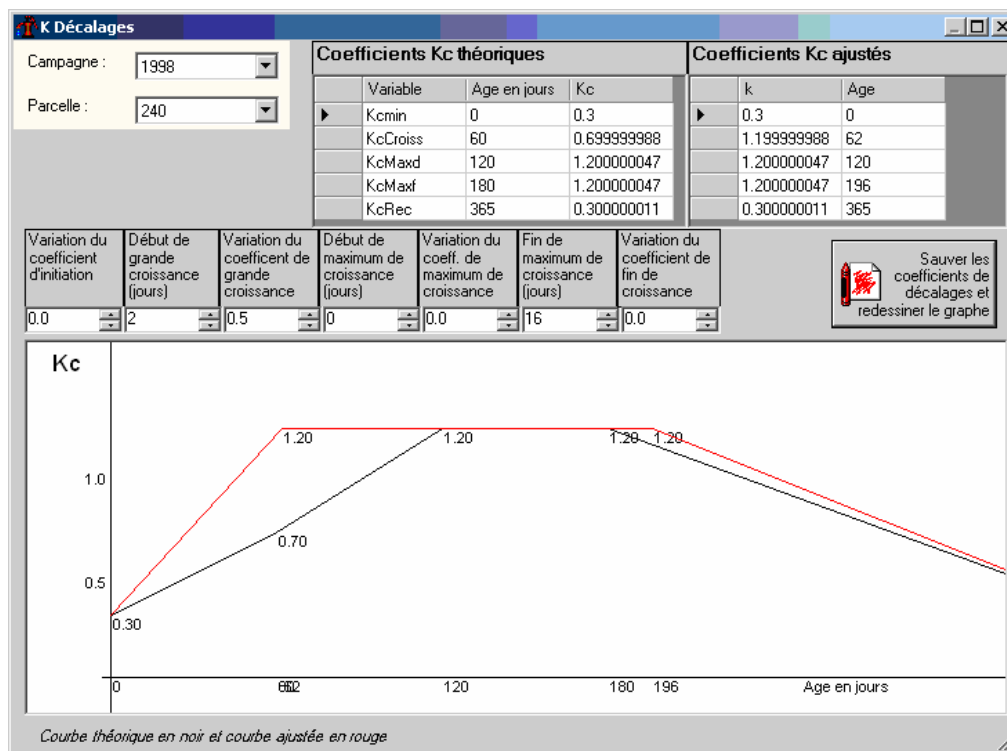 K Décalages
Campagne :
1998
Parcelle :
240
Coefficients Kc théoriques
Variable Age en jours Kc
Kcmin 0 0.3
KcCroiss 60 0.699999988
KcMaxd 120 1.200000047
KcMaxf 180 1.200000047
KcRec 365 0.300000011
Coefficients Kc ajustés
k Age
0.3 0
1.199999988 62
1.200000047 120
1.200000047 196
0.300000011 365
Variation du
coefficient
d'initiation
0.0
Début de
grande
croissance
(jours)
2
Variation du
coefficent de
grande
croissance
0.5
Début de
maximum de
croissance
(jours)
0
Variation du
coeff. de
maximum de
croissance
0.0
Fin de
maximum de
croissance
(jours)
16
Variation du
coefficient de
fin de
croissance
0.0
Sauver les
coefficients de
décalages et
redessiner le graphe
Kc
1.20 1.20 1.20 1.20
1.0
0.70
0.5
0.30
0 60 62 120 180 196 Age en jours
Courbe théorique en noir et courbe ajustée en rouge